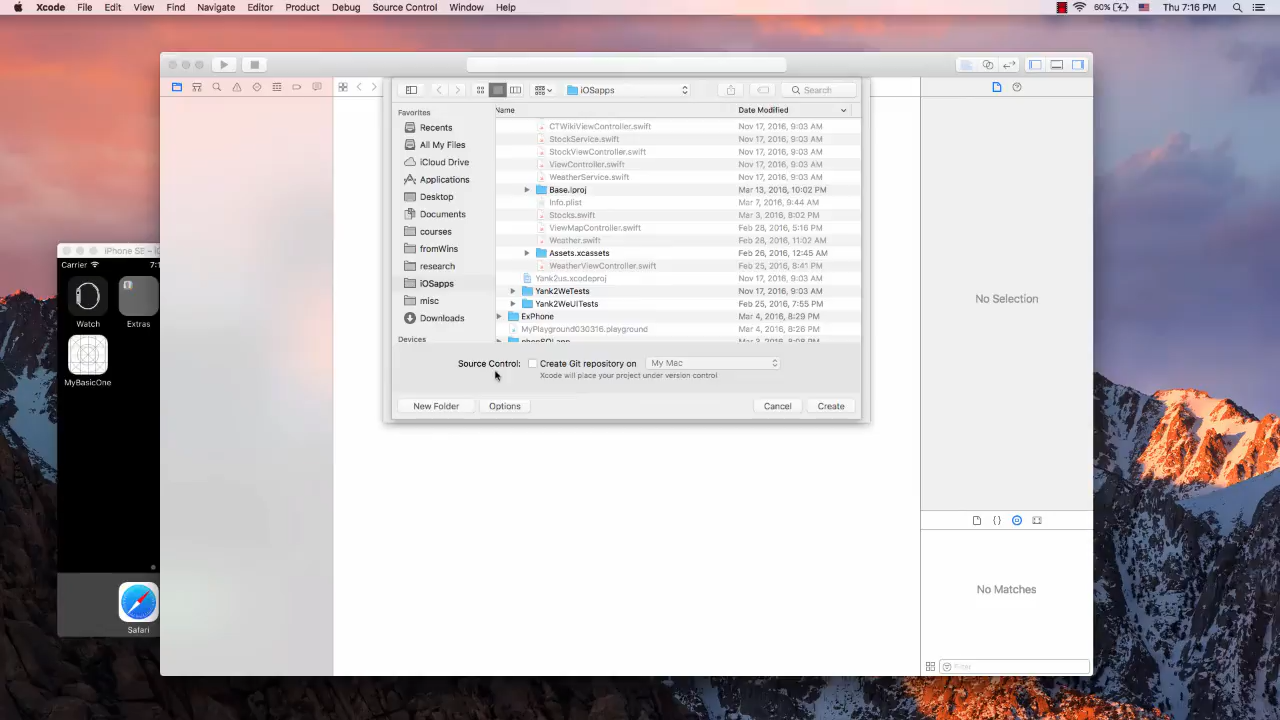 Xcode File Edit View Find Navigate Editor Product Debug Source Control Window Help 60% Thu 7:16 PM
iOSapps Search
Favorites
Recents
All My Files
iCloud Drive
Applications
Desktop
Documents
courses
fromWins
research
iOSapps
misc
Downloads
Devices
Name Date Modified
CTWikiViewController.swift Nov 17, 2016, 9:03 AM
StockService.swift Nov 17, 2016, 9:03 AM
StockViewController.swift Nov 17, 2016, 9:03 AM
ViewController.swift Nov 17, 2016, 9:03 AM
WeatherService.swift Nov 17, 2016, 9:03 AM
Base.lproj Mar 13, 2016, 10:02 PM
Info.plist Mar 7, 2016, 9:44 AM
Stocks.swift Mar 3, 2016, 8:02 PM
ViewMapController.swift Feb 28, 2016, 5:16 PM
Weather.swift Feb 28, 2016, 11:02 AM
Assets.xcassets Feb 26, 2016, 12:45 AM
WeatherViewController.swift Feb 25, 2016, 8:41 PM
Yank2us.xcodeproj Nov 17, 2016, 9:03 AM
Yank2WeTests Nov 17, 2016, 9:03 AM
Yank2WeUITests Feb 25, 2016, 7:55 PM
ExPhone Mar 4, 2016, 8:29 PM
MyPlayground030316.playground Mar 4, 2016, 8:26 PM
Source Control: Create Git repository on My Mac
Xcode will place your project under version control
New Folder Options Cancel Create
No Selection
No Matches
Filter
iPhone SE – i
Carrier 7:1
Watch Extras
MyBasicOne
Safari